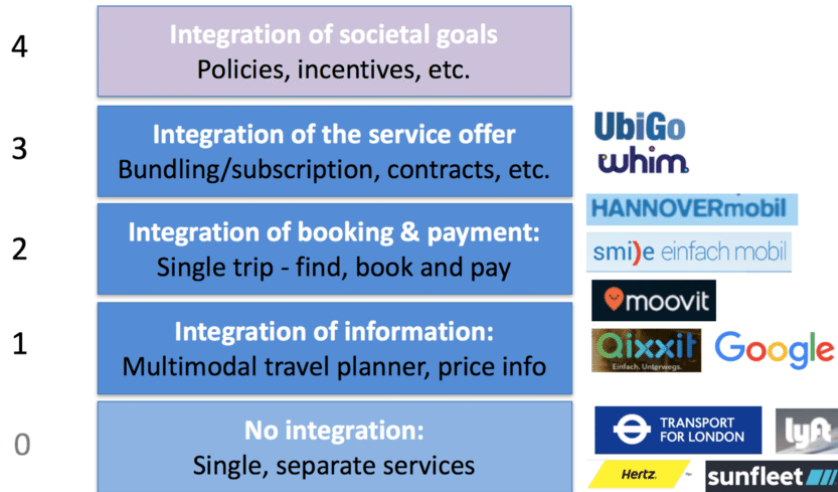 4
Integration of societal goals
Policies, incentives, etc.
3
Integration of the service offer
Bundling/subscription, contracts, etc.
UbiGo
whim
2
Integration of booking & payment:
Single trip - find, book and pay
HANNOVERmobil
smi)e einfach mobil
moovit
1
Integration of information:
Multimodal travel planner, price info
Qixxit
Einfach. Unterwegs.
Google
0
No integration:
Single, separate services
TRANSPORT
FOR LONDON
lyft
Hertz.
sunfleet